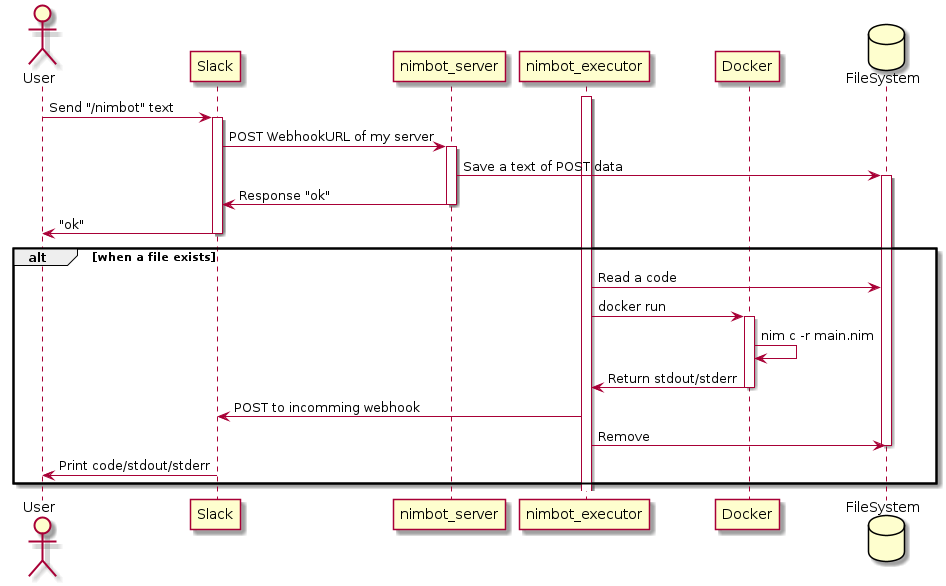 User
Slack
nimbot_server
nimbot_executor
Docker
FileSystem
Send "/nimbot" text
POST WebhookURL of my server
Save a text of POST data
Response "ok"
"ok"
alt
[when a file exists]
Read a code
docker run
nim c -r main.nim
Return stdout/stderr
POST to incomming webhook
Remove
Print code/stdout/stderr
User
Slack
nimbot_server
nimbot_executor
Docker
FileSystem